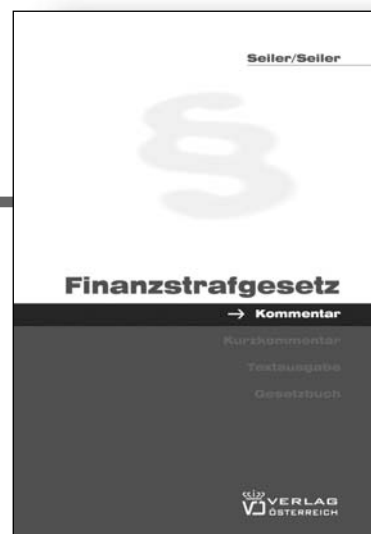 Seiler/Seiler
§
Finanzstrafgesetz
→ Kommentar
Kurzkommentar
Textausgabe
Gesetzbuch
VERLAG
ÖSTERREICH